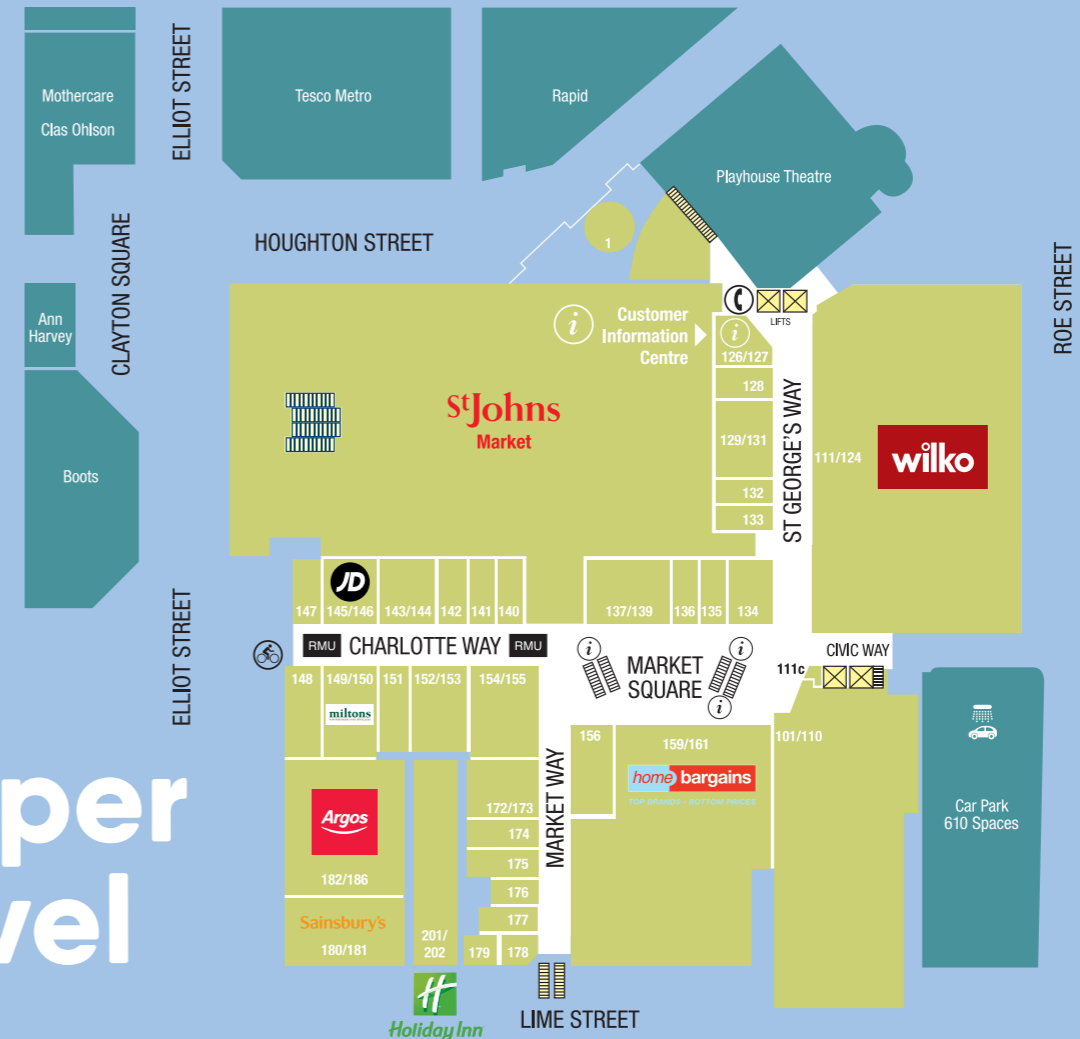 Mothercare
Clas Ohlson
ELLIOT STREET
Tesco Metro
Rapid
Playhouse Theatre
HOUGHTON STREET
1
CLAYTON SQUARE
Ann
Harvey
ROE STREET
i
Customer
Information
Centre
i
LIFTS
126/127
128
129/131
132
133
ST GEORGE'S WAY
111/124
wilko
StJohns
Market
Boots
ELLIOT STREET
JD
147
145/146
143/144
142
141
140
137/139
136
135
134
RMU
CHARLOTTE WAY
RMU
i
MARKET
SQUARE
i
i
CIVIC WAY
111c
148
149/150
151
152/153
154/155
miltons
156
159/161
101/110
home bargains
TOP BRANDS - BOTTOM PRICES
MARKET WAY
Car Park
610 Spaces
per
vel
Argos
182/186
Sainsbury's
180/181
172/173
174
175
176
177
201/
202
179
178
Holiday Inn
LIME STREET